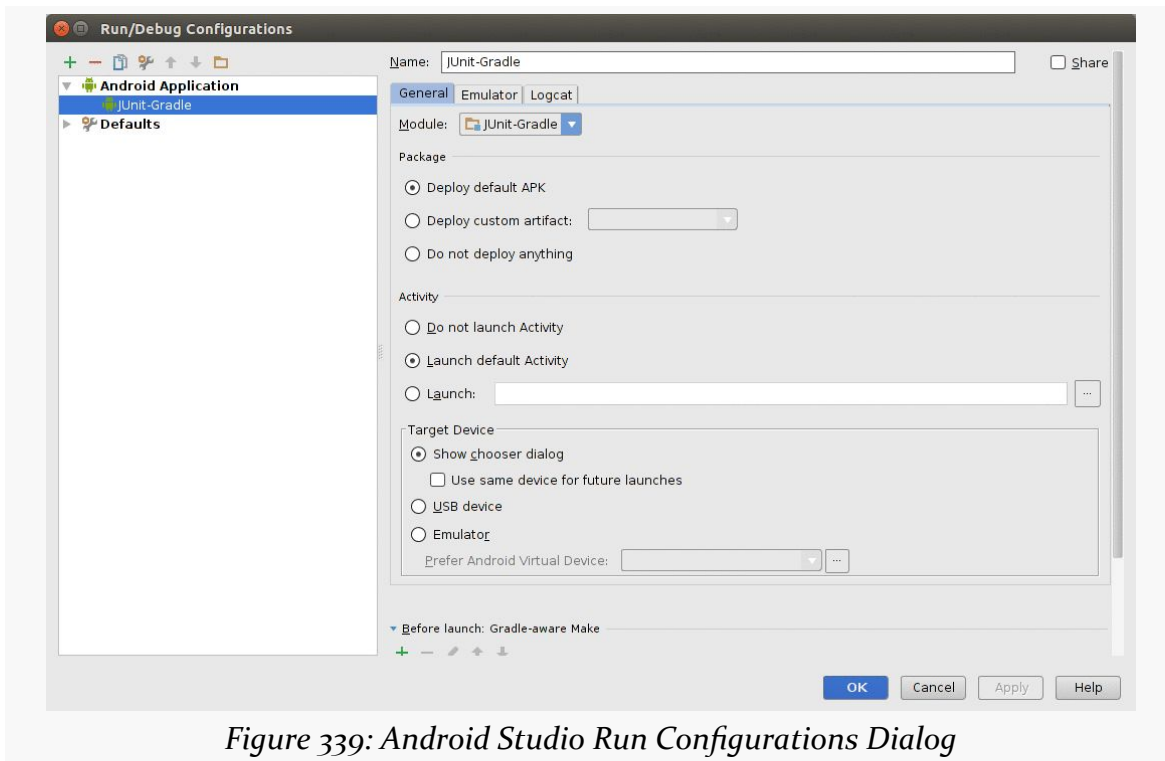 Run/Debug Configurations
Android Application
JUnit-Gradle
Defaults
Name: JUnit-Gradle
Share
General Emulator Logcat
Module: JUnit-Gradle
Package
Deploy default APK
Deploy custom artifact:
Do not deploy anything
Activity
Do not launch Activity
Launch default Activity
Launch: ...
Target Device
Show chooser dialog
Use same device for future launches
USB device
Emulator
Prefer Android Virtual Device: ...
Before launch: Gradle-aware Make
OK Cancel Apply Help
Figure 339: Android Studio Run Configurations Dialog